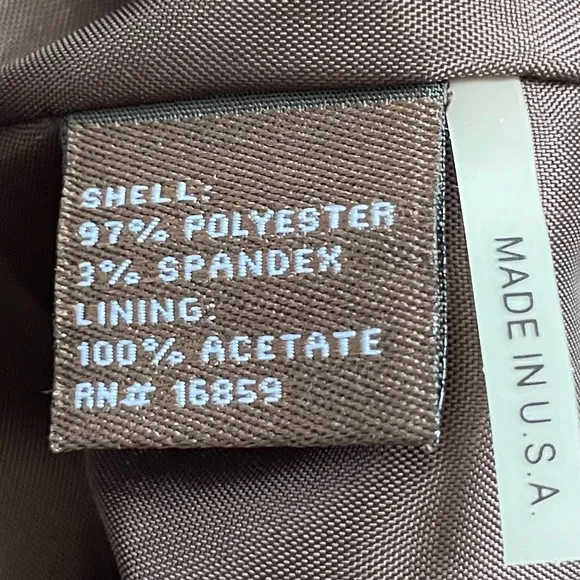 SHELL:
97% POLYESTER
3% SPANDEX
LINING:
100% ACETATE
RN# 16859
MADE IN U.S.A.